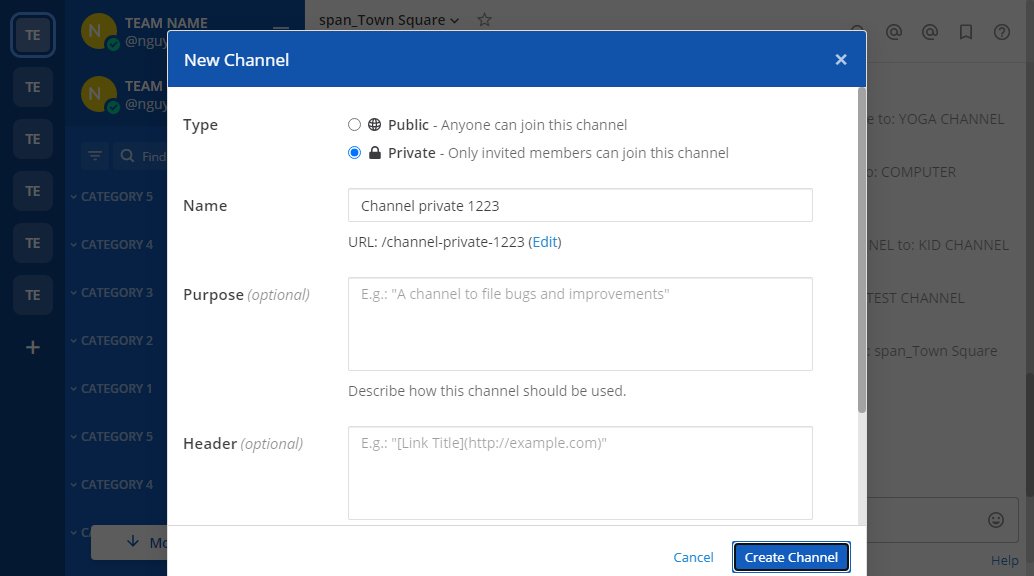 TE
TE
TE
TE
TE
TE
N
TEAM NAME
@nguy
N
TEAM
@nguy
Find
CATEGORY 5
CATEGORY 4
CATEGORY 3
CATEGORY 2
CATEGORY 1
CATEGORY 5
CATEGORY 4
span_Town Square
New Channel
×
Type
Public - Anyone can join this channel
Private - Only invited members can join this channel
Name
Channel private 1223
URL: /channel-private-1223 (Edit)
Purpose (optional)
E.g.: "A channel to file bugs and improvements"
Describe how this channel should be used.
Header (optional)
E.g.: "[Link Title](http://example.com)"
Cancel
Create Channel
e to: YOGA CHANNEL
to: COMPUTER
NEL to: KID CHANNEL
TEST CHANNEL
: span_Town Square
Help